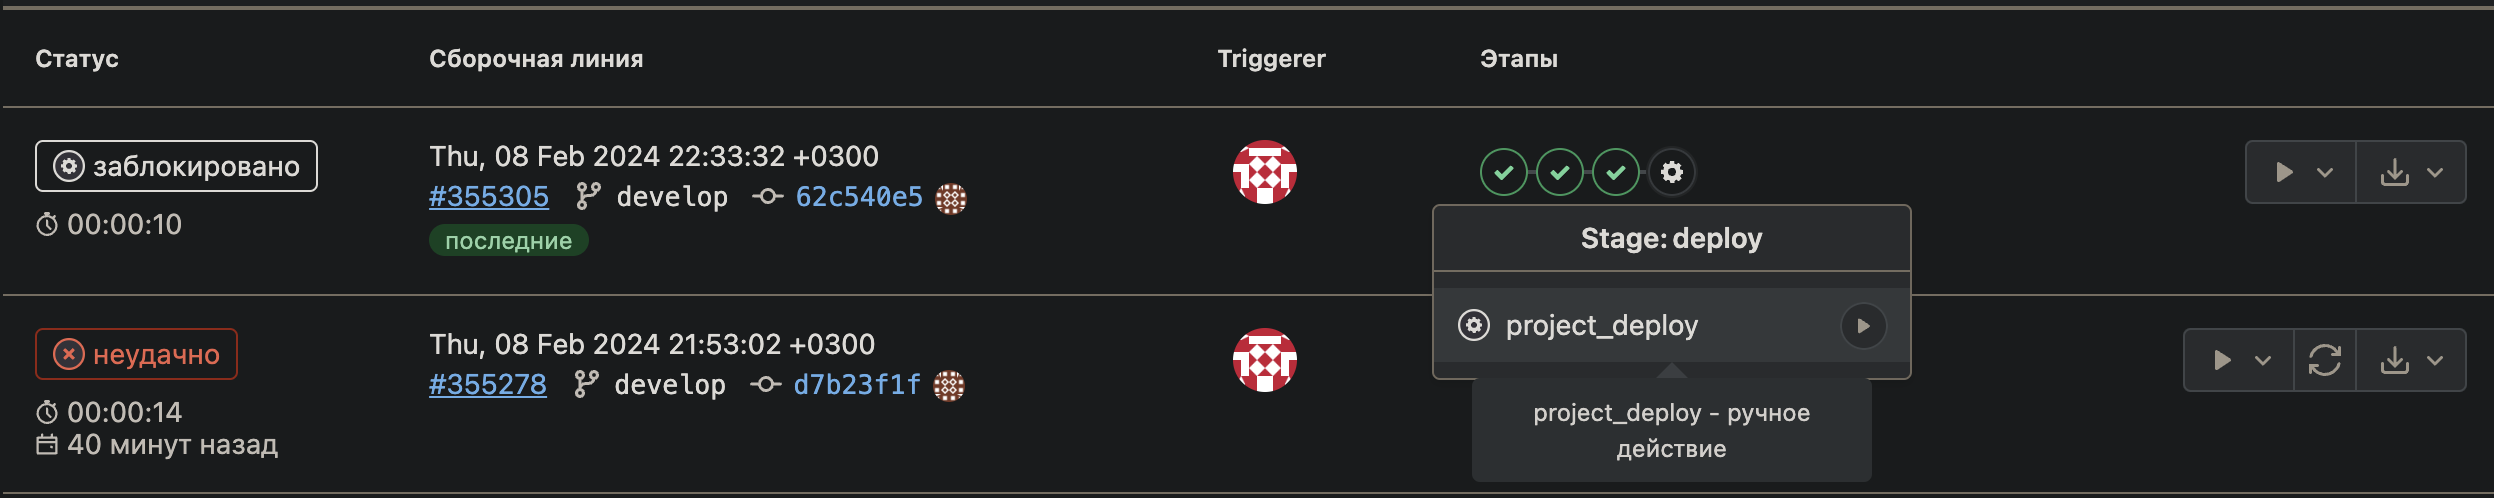 Статус
Сборочная линия
Triggerer
Этапы
заблокировано
00:00:10
Thu, 08 Feb 2024 22:33:32 +0300
#355305 develop 62c540e5
последние
Stage: deploy
project_deploy
project_deploy - ручное
действие
неудачно
00:00:14
40 минут назад
Thu, 08 Feb 2024 21:53:02 +0300
#355278 develop d7b23f1f